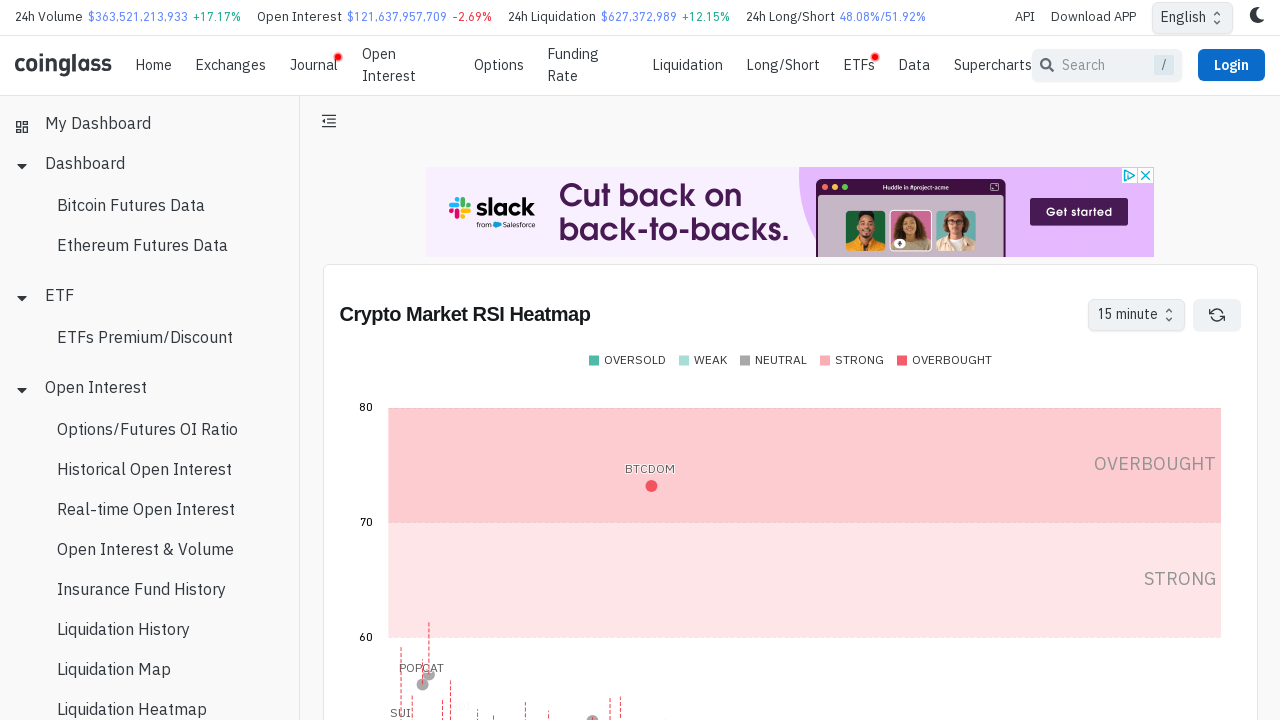 24h Volume $363,521,213,933 +17.17% Open Interest $121,637,957,709 -2.69% 24h Liquidation $627,372,989 +12.15% 24h Long/Short 48.08%/51.92% API Download APP English
coinglass Home Exchanges Journal Open Interest Options Funding Rate Liquidation Long/Short ETFs Data Supercharts Search / Login
My Dashboard
Dashboard
Bitcoin Futures Data
Ethereum Futures Data
ETF
ETFs Premium/Discount
Open Interest
Options/Futures OI Ratio
Historical Open Interest
Real-time Open Interest
Open Interest & Volume
Insurance Fund History
Liquidation History
Liquidation Map
Liquidation Heatmap
slack
from Salesforce
Cut back on
back-to-backs.
Huddle in #project-acme
Get started
Crypto Market RSI Heatmap
15 minute
OVERSOLD WEAK NEUTRAL STRONG OVERBOUGHT
80
OVERBOUGHT
BTCDOM
70
STRONG
60
POPCAT
SUI